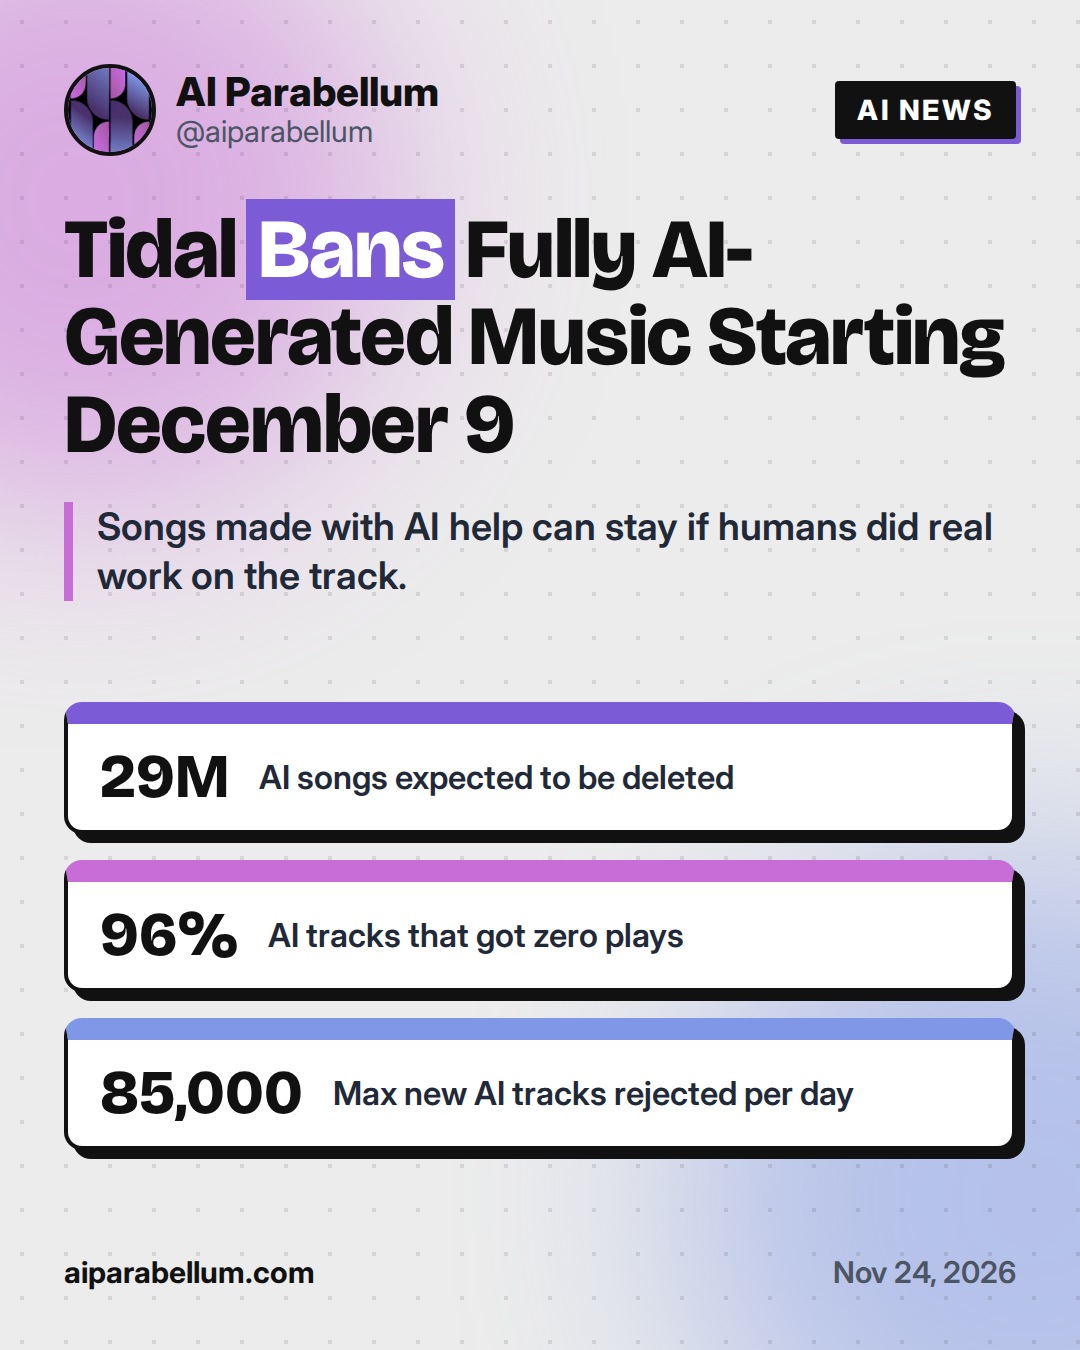 AI Parabellum
@aiparabellum
AI NEWS
Tidal Bans Fully AI-
Generated Music Starting
December 9
Songs made with AI help can stay if humans did real
work on the track.
29M AI songs expected to be deleted
96% AI tracks that got zero plays
85,000 Max new AI tracks rejected per day
aiparabellum.com
Nov 24, 2026